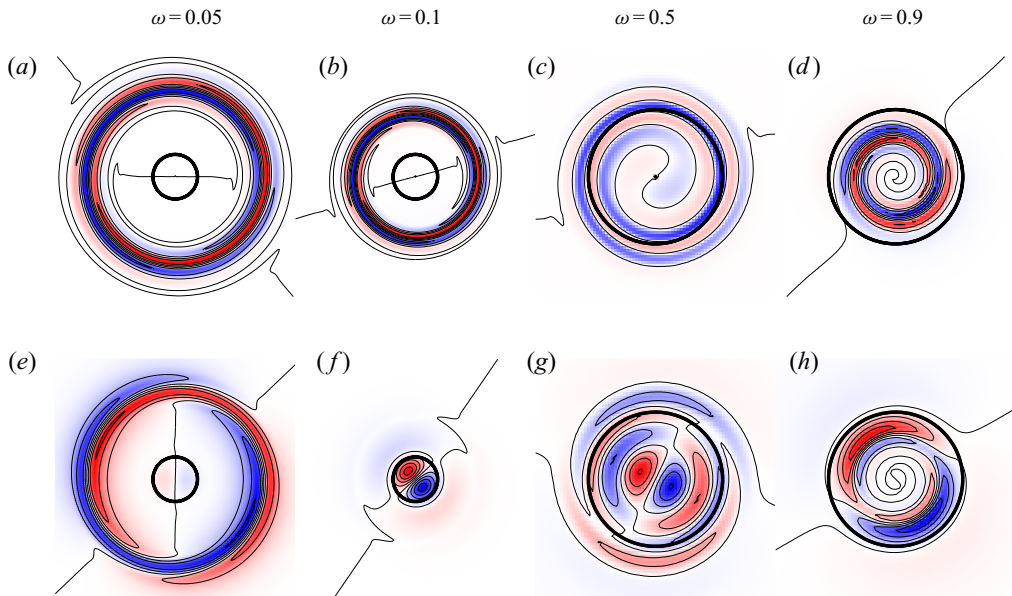 ω = 0.05 ω = 0.1 ω = 0.5 ω = 0.9
(a) (b) (c) (d)
(e) (f) (g) (h)